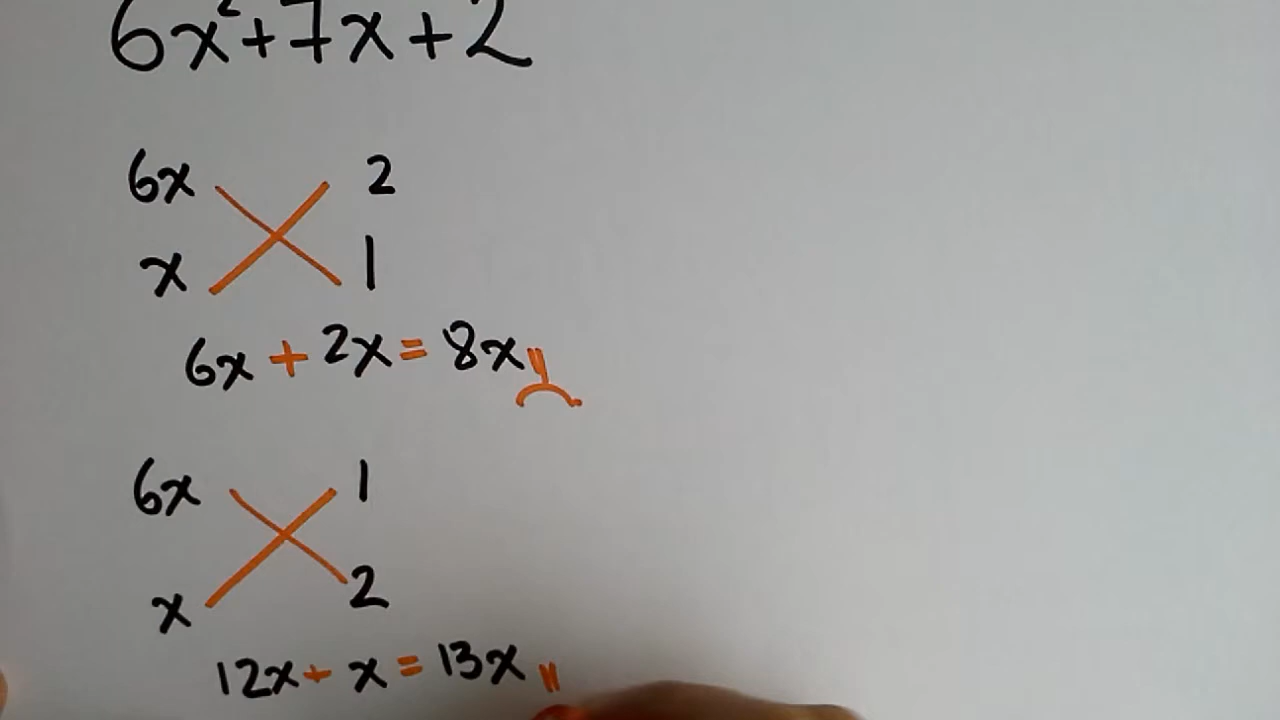 6x²+7x+2
6x 2
x 1
6x + 2x = 8x
6x 1
x 2
12x + x = 13x